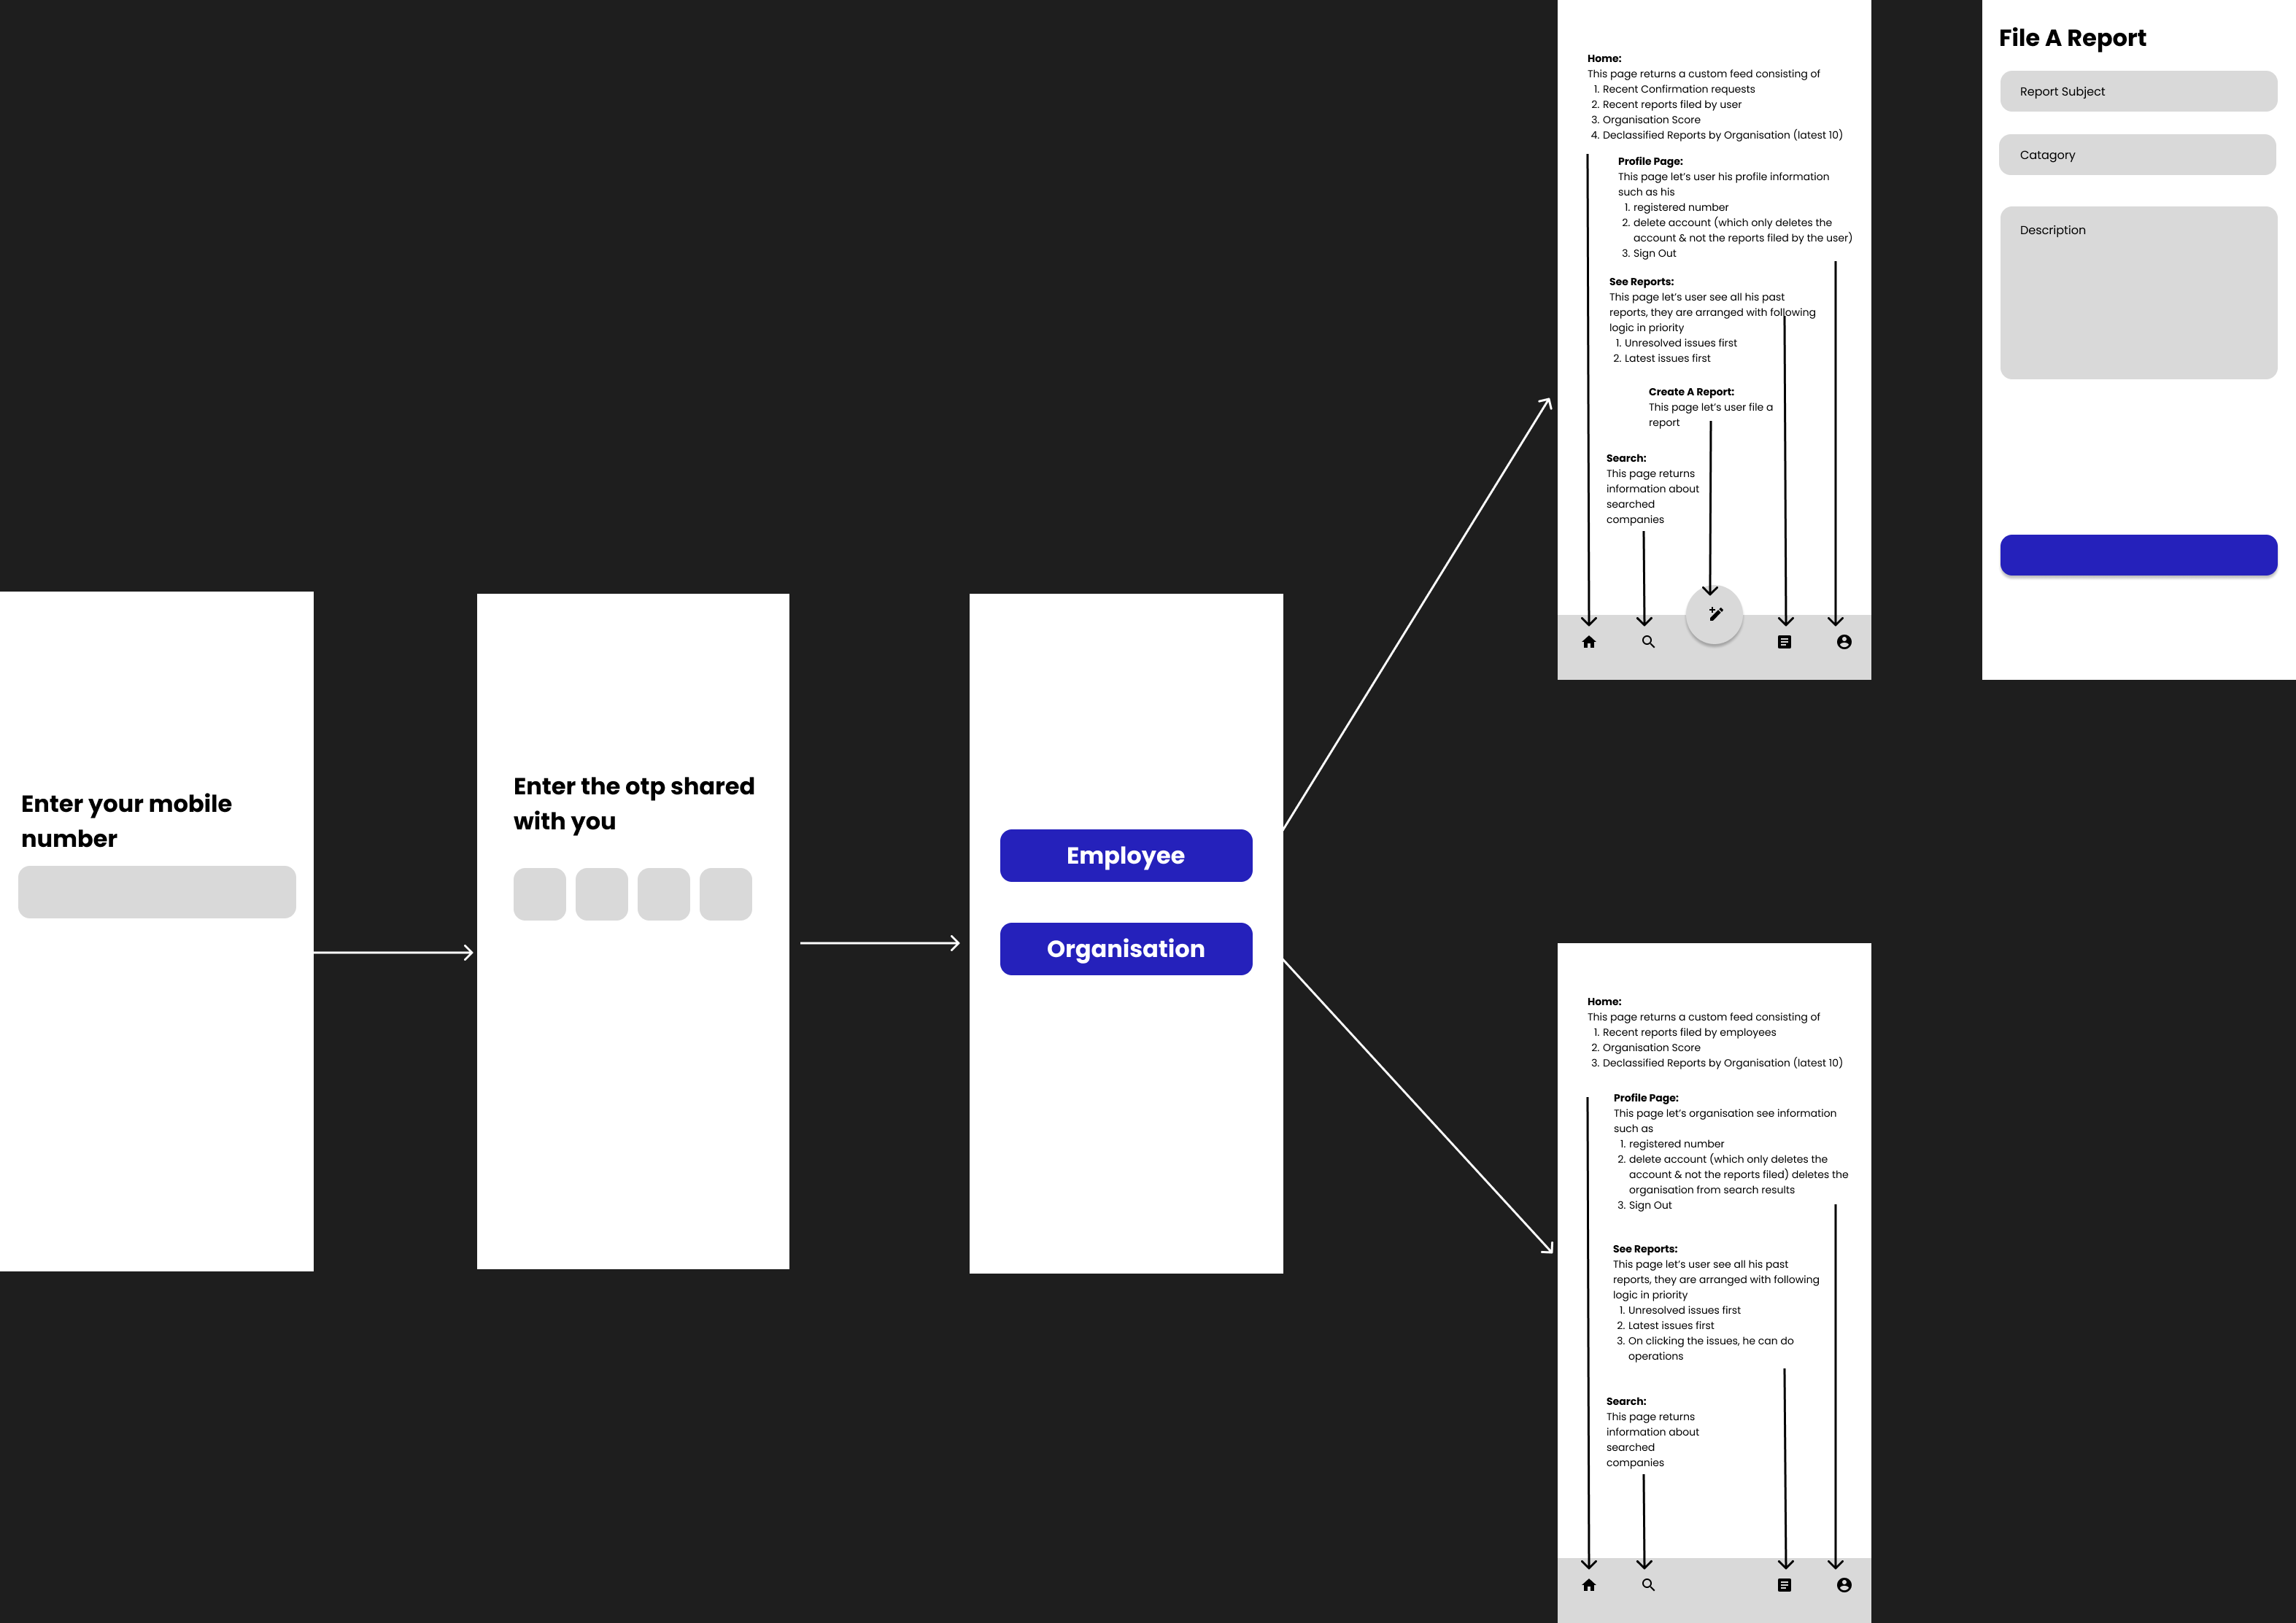 Enter your mobile
number
Enter the otp shared
with you
Employee
Organisation
Home:
This page returns a custom feed consisting of
1. Recent Confirmation requests
2. Recent reports filed by user
3. Organisation Score
4. Declassified Reports by Organisation (latest 10)
Profile Page:
This page let's user his profile information
such as his
1. registered number
2. delete account (which only deletes the
account & not the reports filed by the user)
3. Sign Out
See Reports:
This page let's user see all his past
reports, they are arranged with following
logic in priority
1. Unresolved issues first
2. Latest issues first
Create A Report:
This page let's user file a
report
Search:
This page returns
information about
searched
companies
File A Report
Report Subject
Catagory
Description
Home:
This page returns a custom feed consisting of
1. Recent reports filed by employees
2. Organisation Score
3. Declassified Reports by Organisation (latest 10)
Profile Page:
This page let's organisation see information
such as
1. registered number
2. delete account (which only deletes the
account & not the reports filed) deletes the
organisation from search results
3. Sign Out
See Reports:
This page let's user see all his past
reports, they are arranged with following
logic in priority
1. Unresolved issues first
2. Latest issues first
3. On clicking the issues, he can do
operations
Search:
This page returns
information about
searched
companies